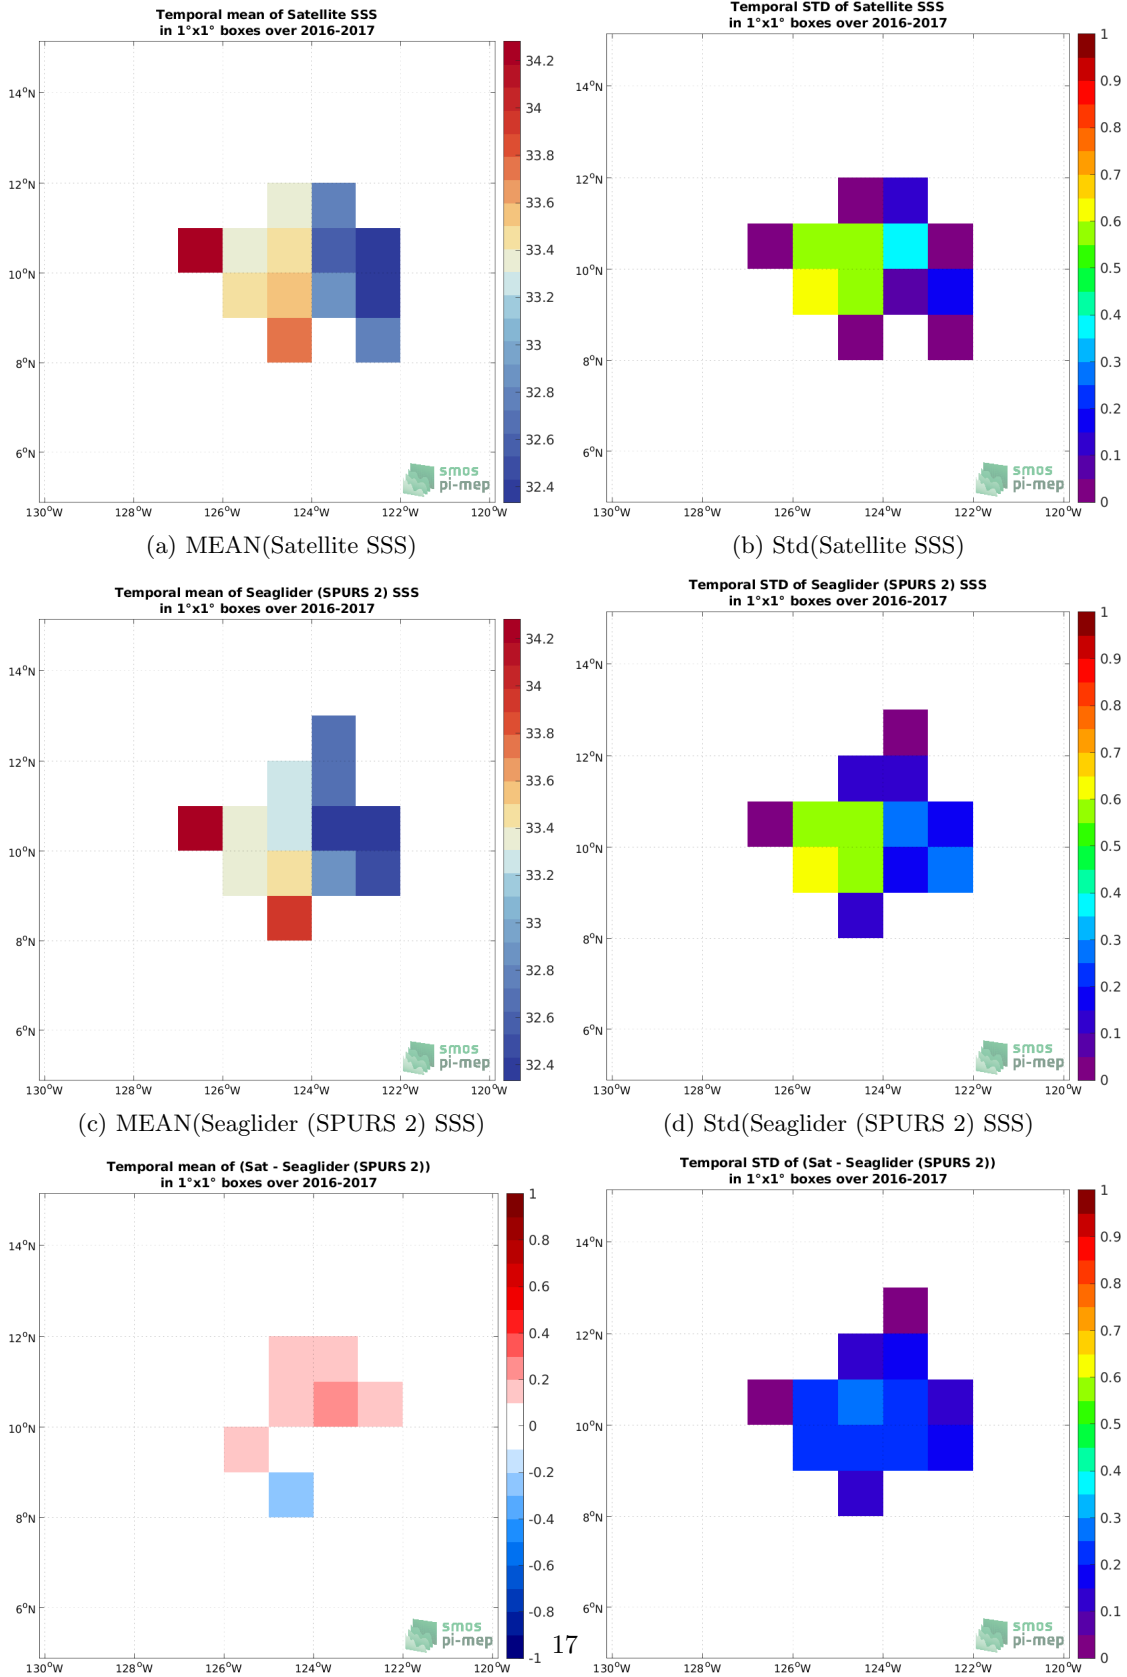 Temporal mean of Satellite SSS
in 1°x1° boxes over 2016-2017
14°N
12°N
10°N
8°N
6°N
130°W
128°W
126°W
124°W
122°W
120°W
34.2
34
33.8
33.6
33.4
33.2
33
32.8
32.6
32.4
smos
pi-mep
(a) MEAN(Satellite SSS)
Temporal STD of Satellite SSS
in 1°x1° boxes over 2016-2017
14°N
12°N
10°N
8°N
6°N
130°W
128°W
126°W
124°W
122°W
120°W
1
0.9
0.8
0.7
0.6
0.5
0.4
0.3
0.2
0.1
0
smos
pi-mep
(b) Std(Satellite SSS)
Temporal mean of Seaglider (SPURS 2) SSS
in 1°x1° boxes over 2016-2017
14°N
12°N
10°N
8°N
6°N
130°W
128°W
126°W
124°W
122°W
120°W
34.2
34
33.8
33.6
33.4
33.2
33
32.8
32.6
32.4
smos
pi-mep
(c) MEAN(Seaglider (SPURS 2) SSS)
Temporal STD of Seaglider (SPURS 2) SSS
in 1°x1° boxes over 2016-2017
14°N
12°N
10°N
8°N
6°N
130°W
128°W
126°W
124°W
122°W
120°W
1
0.9
0.8
0.7
0.6
0.5
0.4
0.3
0.2
0.1
0
smos
pi-mep
(d) Std(Seaglider (SPURS 2) SSS)
Temporal mean of (Sat - Seaglider (SPURS 2))
in 1°x1° boxes over 2016-2017
14°N
12°N
10°N
8°N
6°N
130°W
128°W
126°W
124°W
122°W
120°W
1
0.8
0.6
0.4
0.2
0
-0.2
-0.4
-0.6
-0.8
-1
smos
pi-mep
Temporal STD of (Sat - Seaglider (SPURS 2))
in 1°x1° boxes over 2016-2017
14°N
12°N
10°N
8°N
6°N
130°W
128°W
126°W
124°W
122°W
120°W
1
0.9
0.8
0.7
0.6
0.5
0.4
0.3
0.2
0.1
0
smos
pi-mep
17